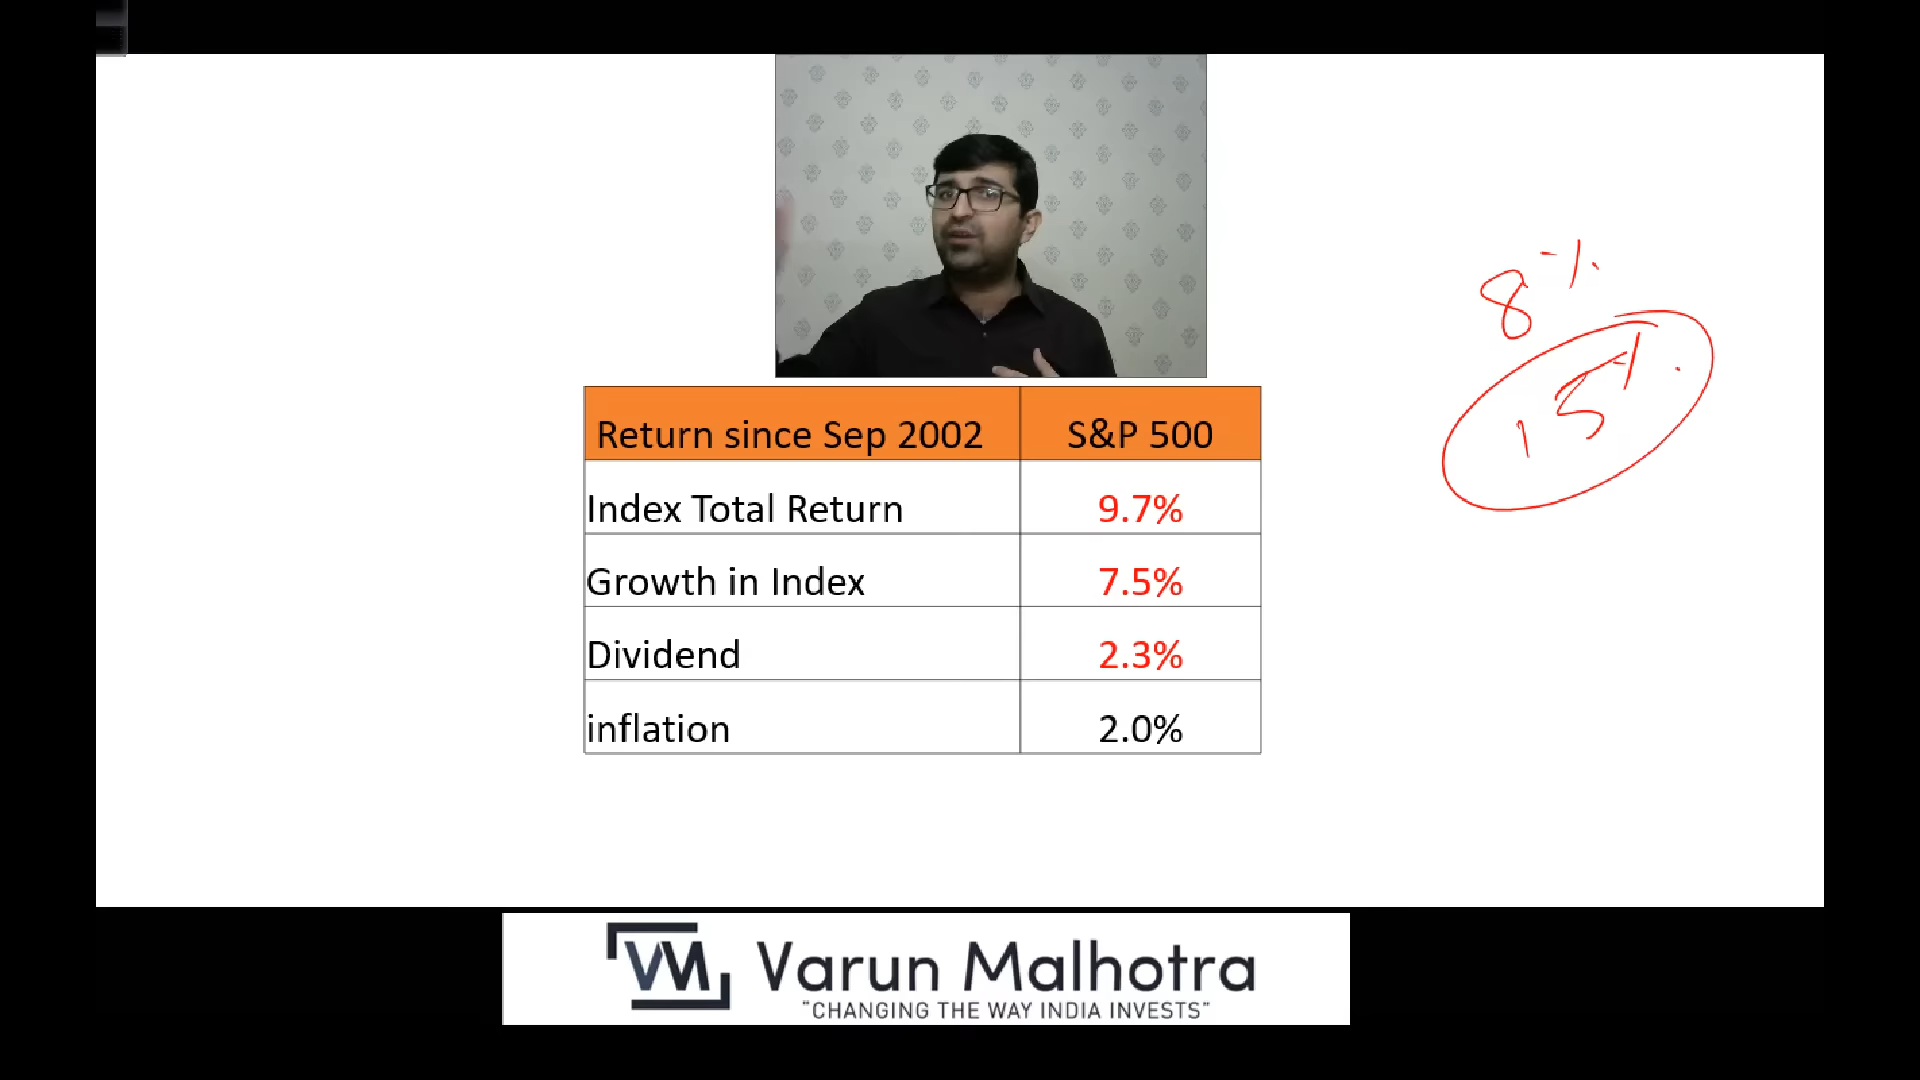 8%
15%.
Return since Sep 2002 S&P 500
Index Total Return 9.7%
Growth in Index 7.5%
Dividend 2.3%
inflation 2.0%
VM Varun Malhotra
"CHANGING THE WAY INDIA INVESTS"